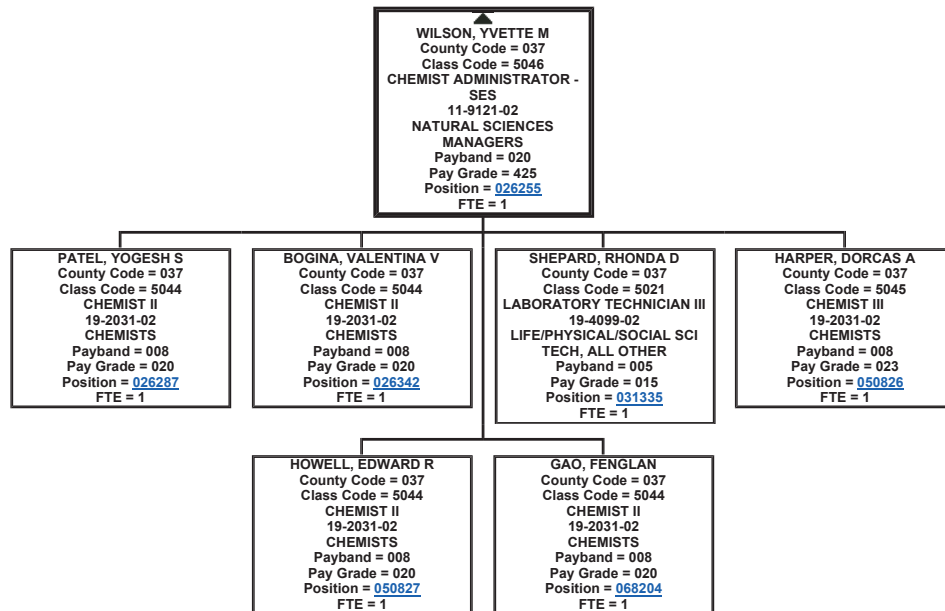 WILSON, YVETTE M
County Code = 037
Class Code = 5046
CHEMIST ADMINISTRATOR -
SES
11-9121-02
NATURAL SCIENCES
MANAGERS
Payband = 020
Pay Grade = 425
Position = 026255
FTE = 1
PATEL, YOGESH S
County Code = 037
Class Code = 5044
CHEMIST II
19-2031-02
CHEMISTS
Payband = 008
Pay Grade = 020
Position = 026287
FTE = 1
BOGINA, VALENTINA V
County Code = 037
Class Code = 5044
CHEMIST II
19-2031-02
CHEMISTS
Payband = 008
Pay Grade = 020
Position = 026342
FTE = 1
SHEPARD, RHONDA D
County Code = 037
Class Code = 5021
LABORATORY TECHNICIAN III
19-4099-02
LIFE/PHYSICAL/SOCIAL SCI
TECH, ALL OTHER
Payband = 005
Pay Grade = 015
Position = 031335
FTE = 1
HARPER, DORCAS A
County Code = 037
Class Code = 5045
CHEMIST III
19-2031-02
CHEMISTS
Payband = 008
Pay Grade = 023
Position = 050826
FTE = 1
HOWELL, EDWARD R
County Code = 037
Class Code = 5044
CHEMIST II
19-2031-02
CHEMISTS
Payband = 008
Pay Grade = 020
Position = 050827
FTE = 1
GAO, FENGLAN
County Code = 037
Class Code = 5044
CHEMIST II
19-2031-02
CHEMISTS
Payband = 008
Pay Grade = 020
Position = 068204
FTE = 1